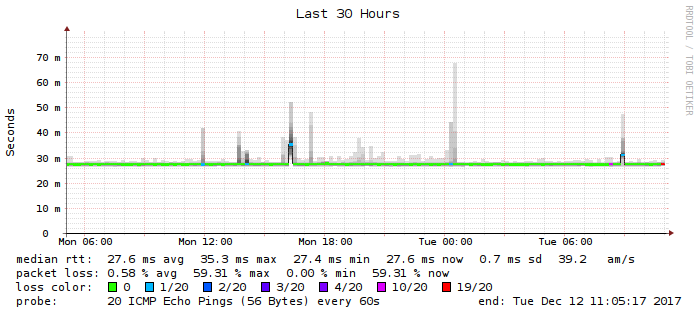 Last 30 Hours
RRDTOOL / TOBI OETIKER
Seconds
70 m
60 m
50 m
40 m
30 m
20 m
10 m
0
Mon 06:00 Mon 12:00 Mon 18:00 Tue 00:00 Tue 06:00
median rtt: 27.6 ms avg 35.3 ms max 27.4 ms min 27.6 ms now 0.7 ms sd 39.2 am/s
packet loss: 0.58 % avg 59.31 % max 0.00 % min 59.31 % now
loss color: 0 1/20 2/20 3/20 4/20 10/20 19/20
probe: 20 ICMP Echo Pings (56 Bytes) every 60s end: Tue Dec 12 11:05:17 2017